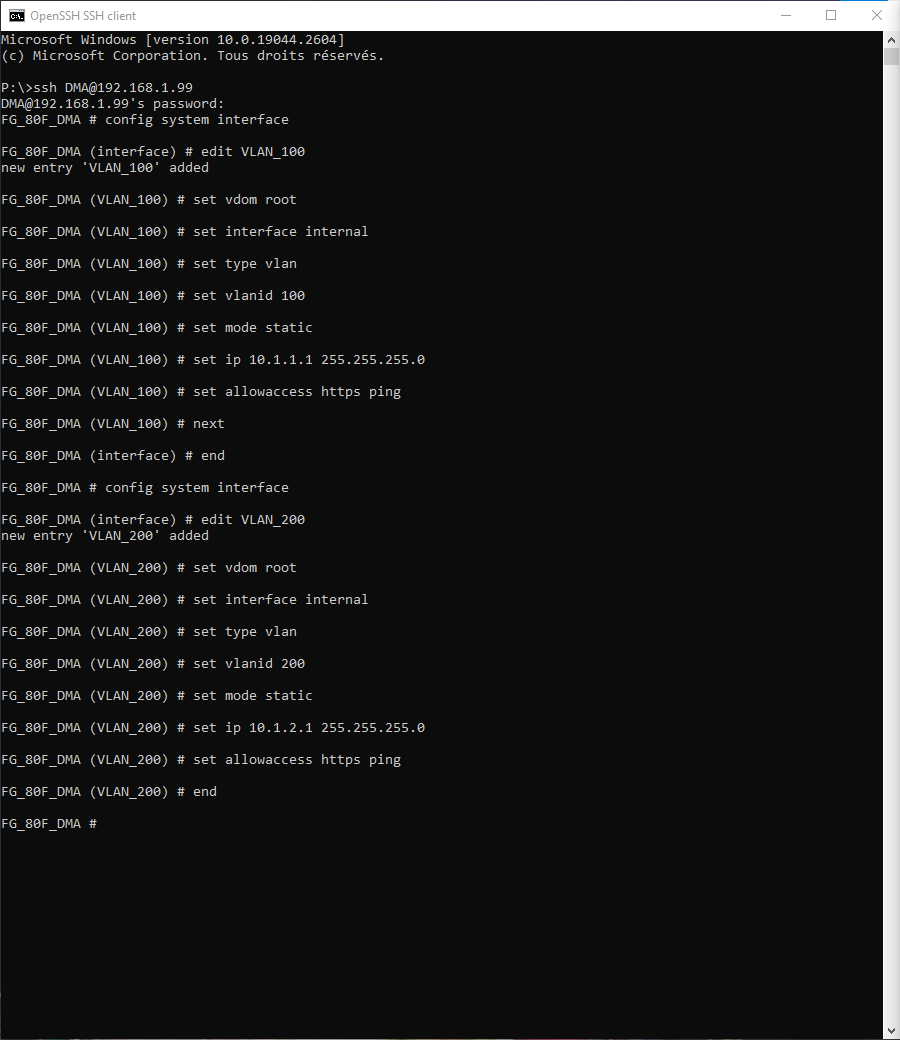 OpenSSH SSH client
Microsoft Windows [version 10.0.19044.2604]
(c) Microsoft Corporation. Tous droits réservés.
P:\>ssh DMA@192.168.1.99
DMA@192.168.1.99's password:
FG_80F_DMA # config system interface
FG_80F_DMA (interface) # edit VLAN_100
new entry 'VLAN_100' added
FG_80F_DMA (VLAN_100) # set vdom root
FG_80F_DMA (VLAN_100) # set interface internal
FG_80F_DMA (VLAN_100) # set type vlan
FG_80F_DMA (VLAN_100) # set vlanid 100
FG_80F_DMA (VLAN_100) # set mode static
FG_80F_DMA (VLAN_100) # set ip 10.1.1.1 255.255.255.0
FG_80F_DMA (VLAN_100) # set allowaccess https ping
FG_80F_DMA (VLAN_100) # next
FG_80F_DMA (interface) # end
FG_80F_DMA # config system interface
FG_80F_DMA (interface) # edit VLAN_200
new entry 'VLAN_200' added
FG_80F_DMA (VLAN_200) # set vdom root
FG_80F_DMA (VLAN_200) # set interface internal
FG_80F_DMA (VLAN_200) # set type vlan
FG_80F_DMA (VLAN_200) # set vlanid 200
FG_80F_DMA (VLAN_200) # set mode static
FG_80F_DMA (VLAN_200) # set ip 10.1.2.1 255.255.255.0
FG_80F_DMA (VLAN_200) # set allowaccess https ping
FG_80F_DMA (VLAN_200) # end
FG_80F_DMA #